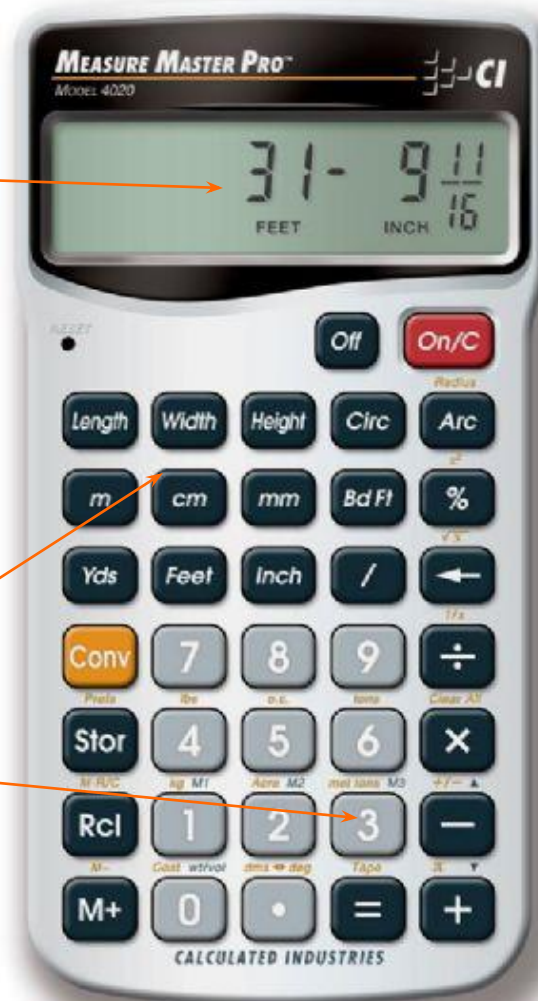 MEASURE MASTER PRO™
MODEL 4020
CI
31- 9 11/16
FEET INCH
RESET
Off On/C
Radius
Length Width Height Circ Arc
x²
m cm mm Bd Ft %
√x
Yds Feet Inch / ←
1/x
Conv 7 8 9 ÷
Prefs lbs o.c. tons Clear All
Stor 4 5 6 ×
M-R/C kg M1 Acre M2 met tons M3 +/− ▲
Rcl 1 2 3 −
M− Cost wt/vol dms ⇔ deg Tape π ▼
M+ 0 • = +
CALCULATED INDUSTRIES